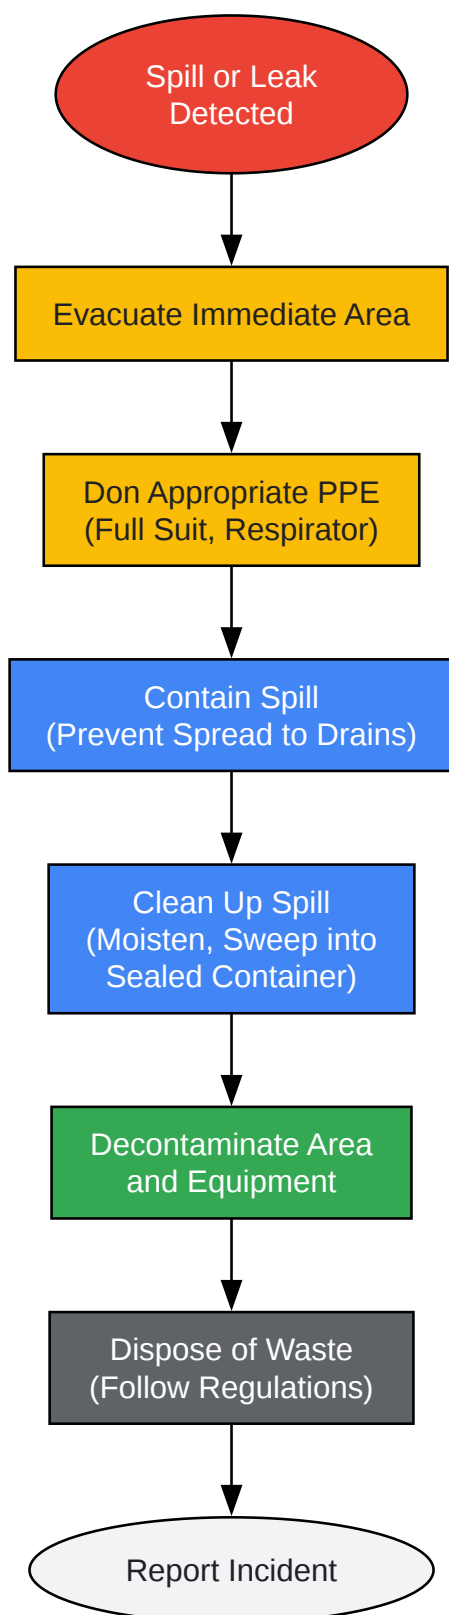 Spill or Leak
Detected
Evacuate Immediate Area
Don Appropriate PPE
(Full Suit, Respirator)
Contain Spill
(Prevent Spread to Drains)
Clean Up Spill
(Moisten, Sweep into
Sealed Container)
Decontaminate Area
and Equipment
Dispose of Waste
(Follow Regulations)
Report Incident